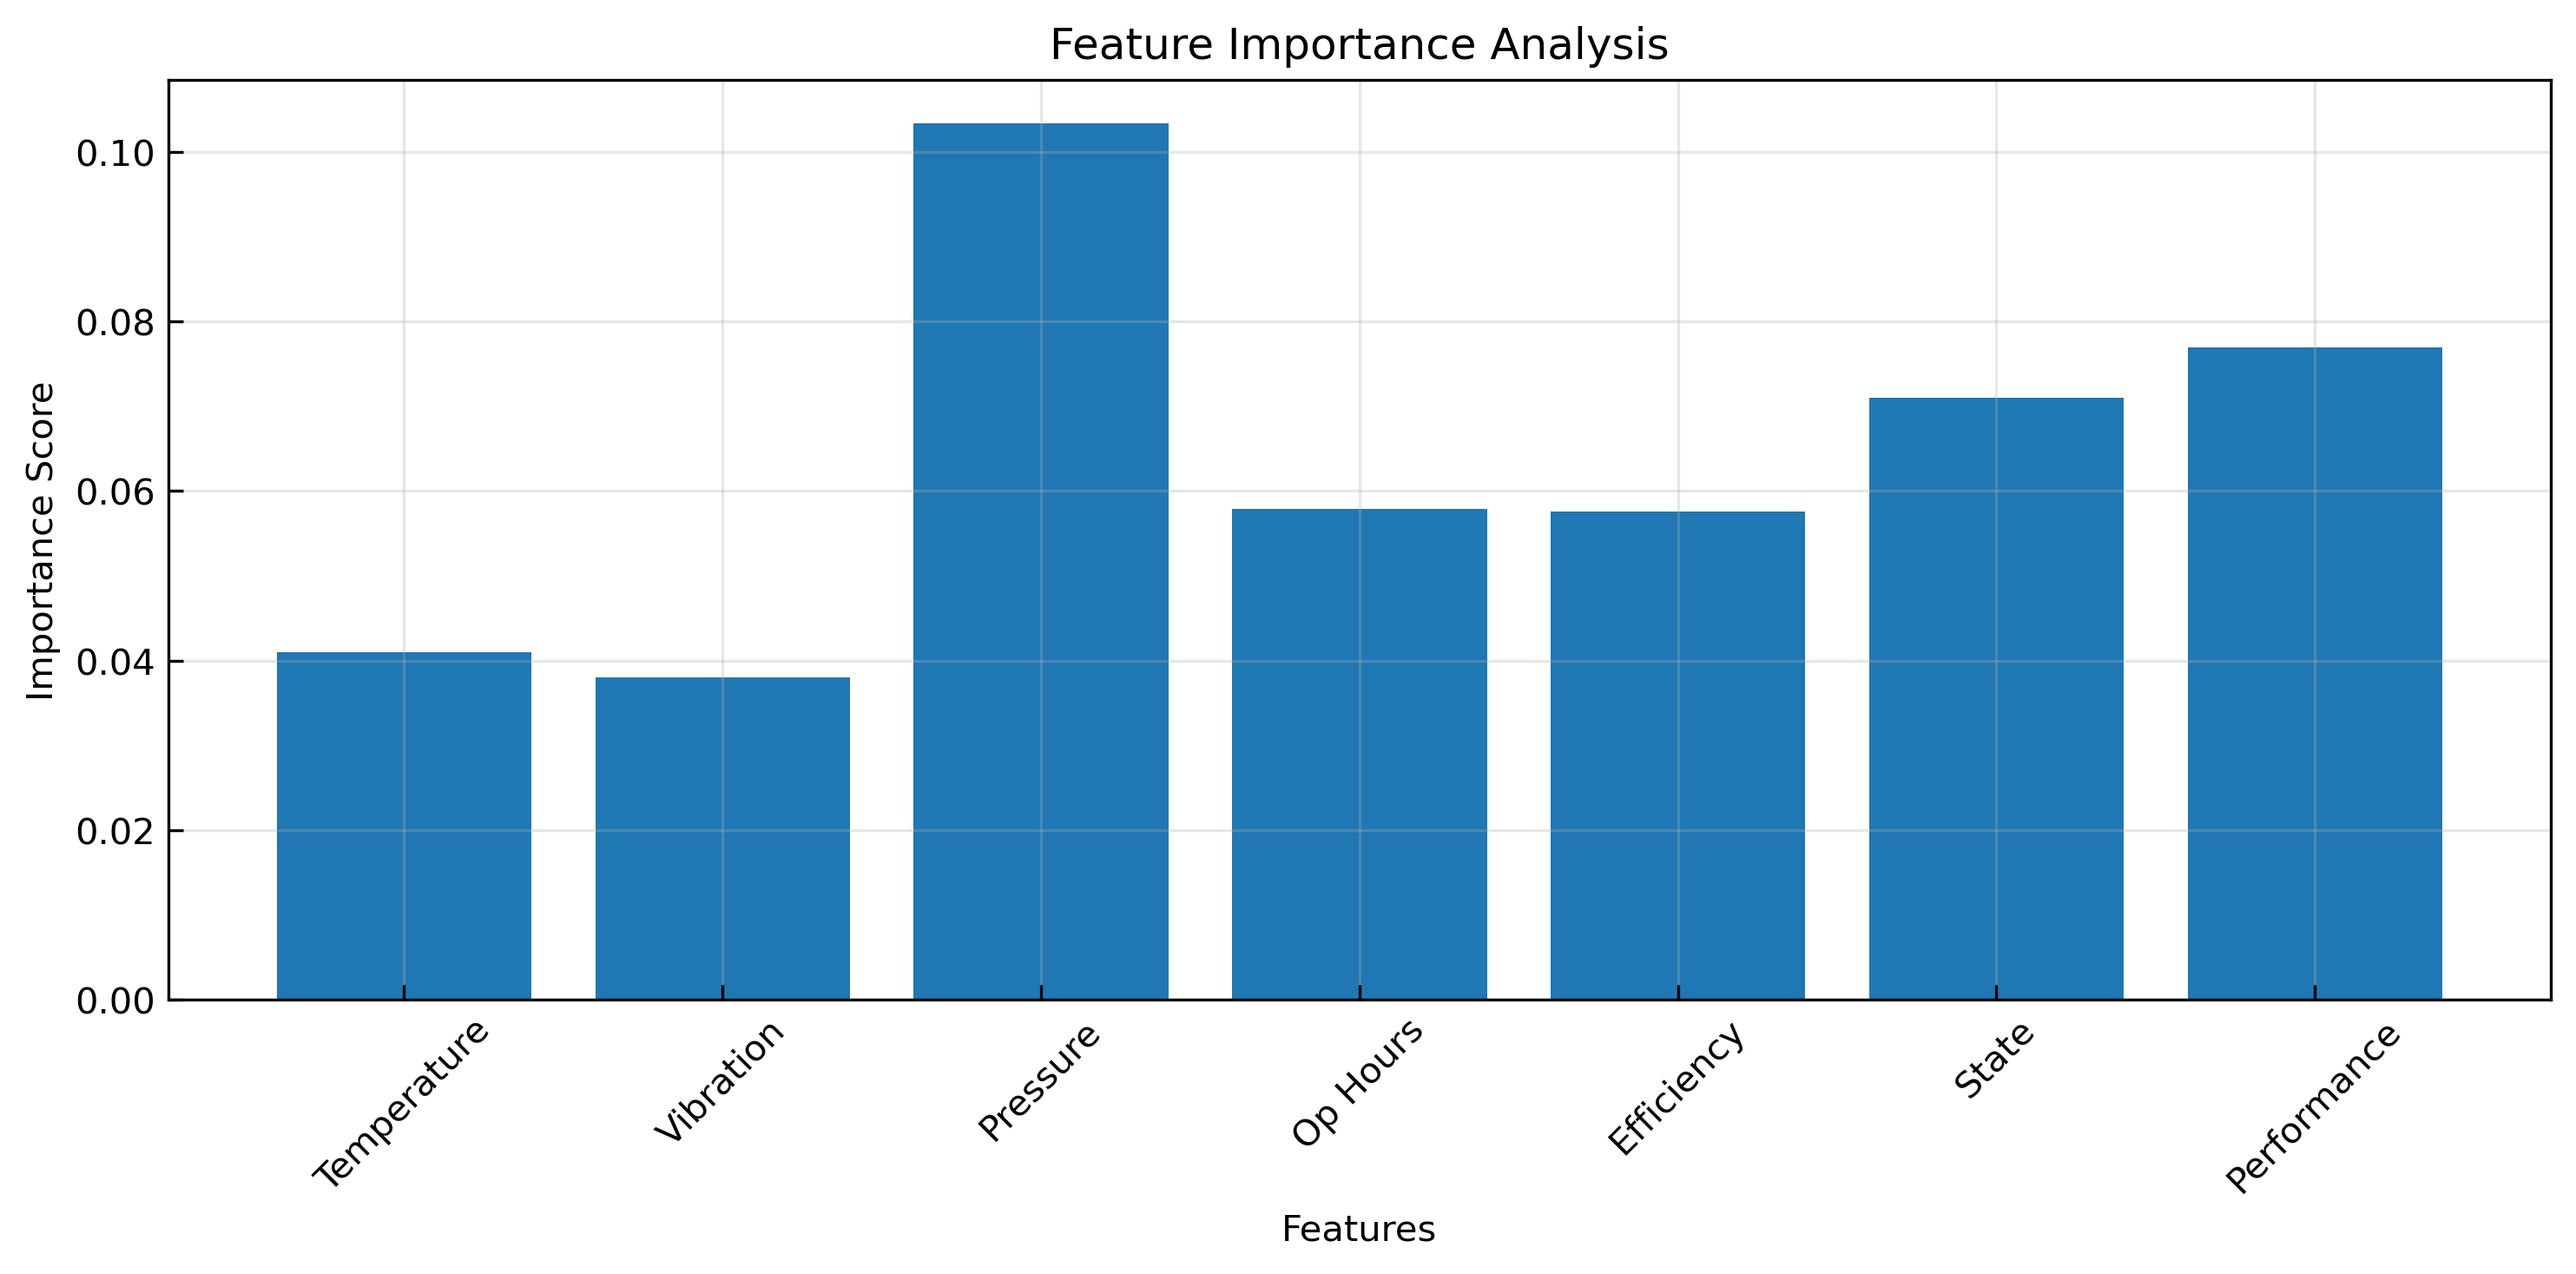 Feature Importance Analysis
Importance Score
0.10
0.08
0.06
0.04
0.02
0.00
Temperature
Vibration
Pressure
Op Hours
Efficiency
State
Performance
Features